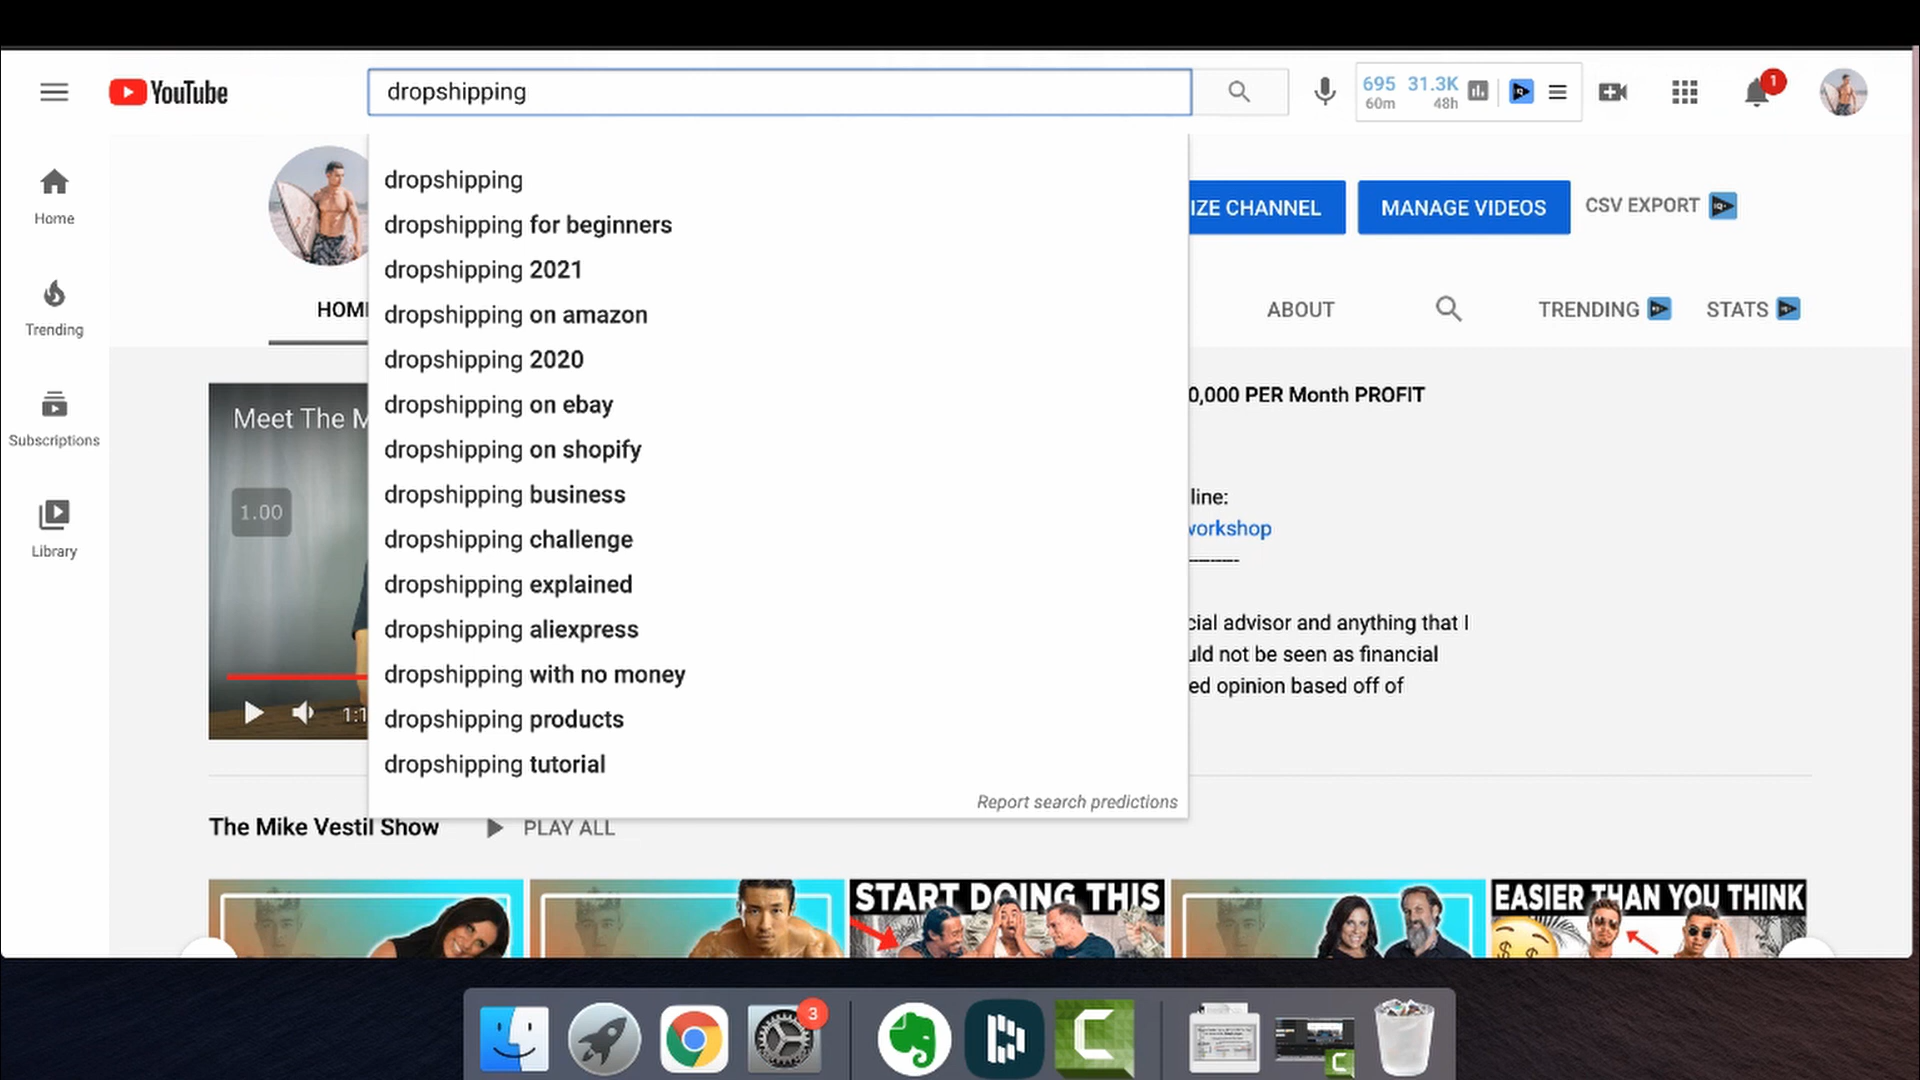 YouTube
dropshipping
695 31.3K
60m 48h
1
dropshipping
dropshipping for beginners
dropshipping 2021
dropshipping on amazon
dropshipping 2020
dropshipping on ebay
dropshipping on shopify
dropshipping business
dropshipping challenge
dropshipping explained
dropshipping aliexpress
dropshipping with no money
dropshipping products
dropshipping tutorial
Report search predictions
Home
Trending
Subscriptions
Library
IZE CHANNEL
MANAGE VIDEOS
CSV EXPORT
HOM
ABOUT
TRENDING
STATS
Meet The M
1.00
1:1
0,000 PER Month PROFIT
line:
workshop
cial advisor and anything that I
uld not be seen as financial
ed opinion based off of
The Mike Vestil Show
PLAY ALL
START DOING THIS
EASIER THAN YOU THINK
3